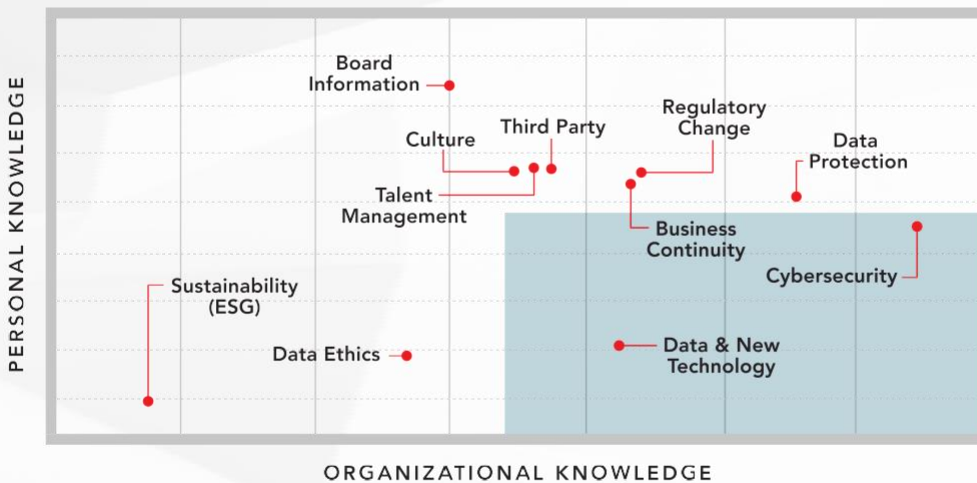 PERSONAL KNOWLEDGE
Board
Information
Culture
Third Party
Talent
Management
Regulatory
Change
Data
Protection
Business
Continuity
Cybersecurity
Sustainability
(ESG)
Data Ethics
Data & New
Technology
ORGANIZATIONAL KNOWLEDGE